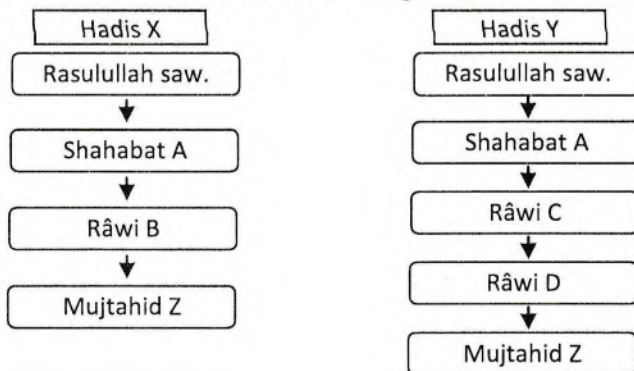 Hadis X
Rasulullah saw.
Shahabat A
Râwi B
Mujtahid Z
Hadis Y
Rasulullah saw.
Shahabat A
Râwi C
Râwi D
Mujtahid Z